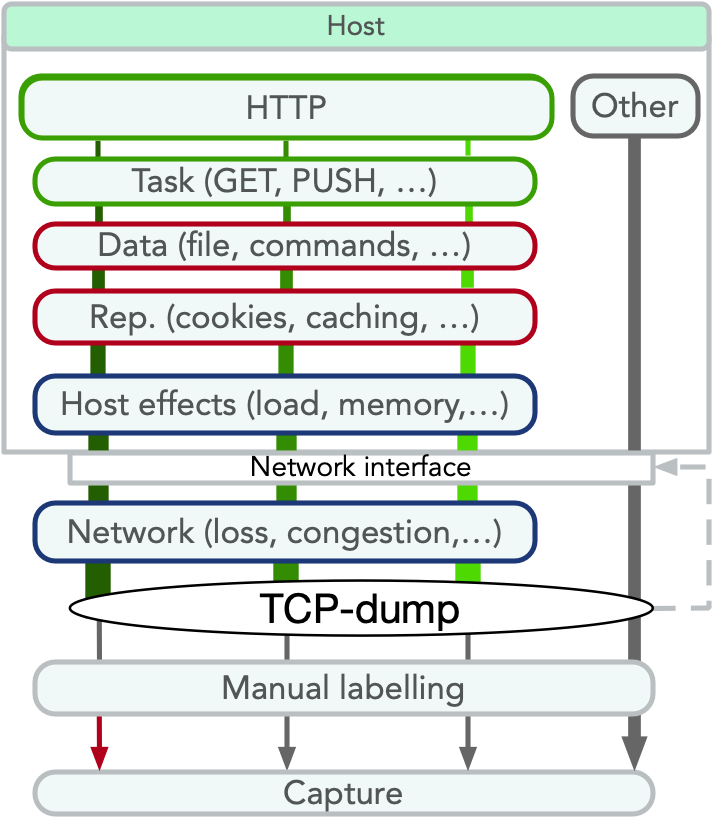 Host
HTTP
Other
Task (GET, PUSH, …)
Data (file, commands, …)
Rep. (cookies, caching, …)
Host effects (load, memory,…)
Network interface
Network (loss, congestion,…)
TCP-dump
Manual labelling
Capture